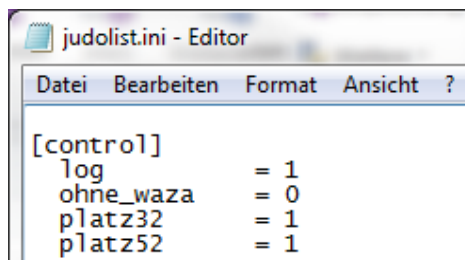 judolist.ini - Editor
Datei Bearbeiten Format Ansicht ?
[control]
log = 1
ohne_waza = 0
platz32 = 1
platz52 = 1